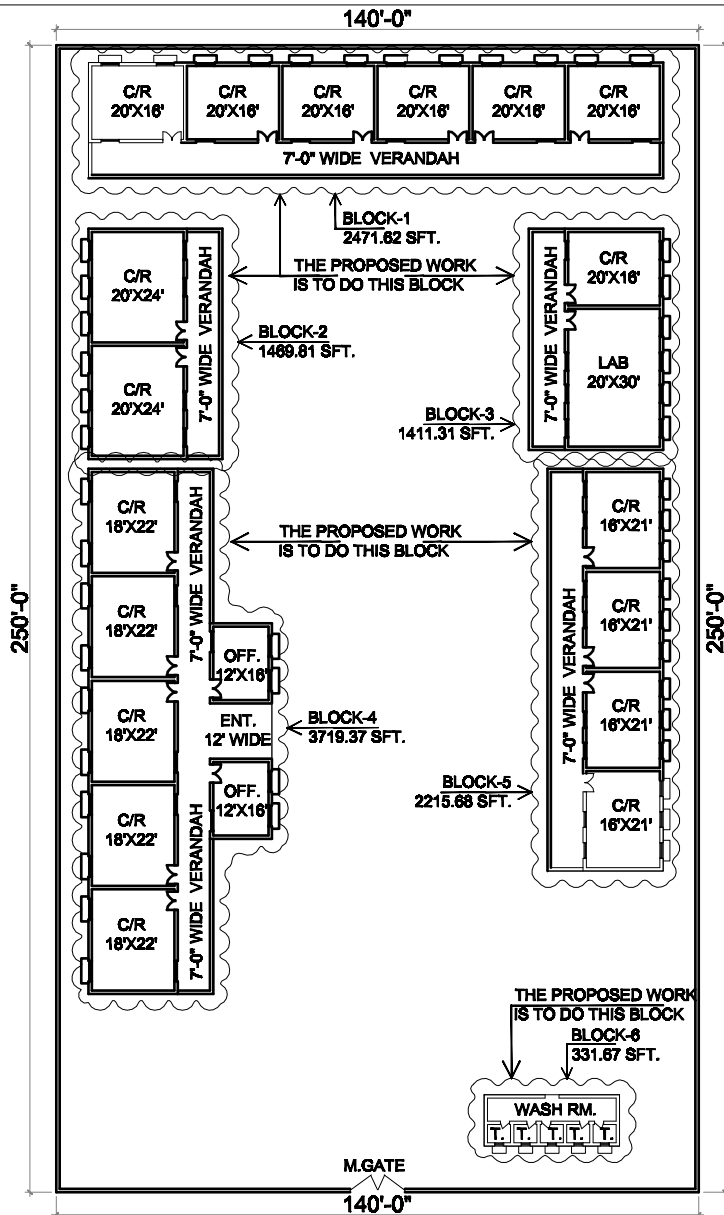 140'-0"
C/R
20'X16'
C/R
20'X16'
C/R
20'X16'
C/R
20'X16'
C/R
20'X16'
C/R
20'X16'
7'-0" WIDE VERANDAH
BLOCK-1
2471.62 SFT.
THE PROPOSED WORK
IS TO DO THIS BLOCK
C/R
20'X24'
7'-0" WIDE VERANDAH
BLOCK-2
1469.81 SFT.
C/R
20'X24'
7'-0" WIDE VERANDAH
C/R
20'X16'
LAB
20'X30'
BLOCK-3
1411.31 SFT.
250'-0"
250'-0"
THE PROPOSED WORK
IS TO DO THIS BLOCK
C/R
18'X22'
C/R
18'X22'
C/R
18'X22'
C/R
18'X22'
C/R
18'X22'
7'-0" WIDE VERANDAH
7'-0" WIDE VERANDAH
OFF.
12'X16'
ENT.
12' WIDE
OFF.
12'X16'
BLOCK-4
3719.37 SFT.
7'-0" WIDE VERANDAH
C/R
16'X21'
C/R
16'X21'
C/R
16'X21'
C/R
16'X21'
BLOCK-5
2215.68 SFT.
THE PROPOSED WORK
IS TO DO THIS BLOCK
BLOCK-6
331.67 SFT.
WASH RM.
T. T. T. T. T.
M.GATE
140'-0"